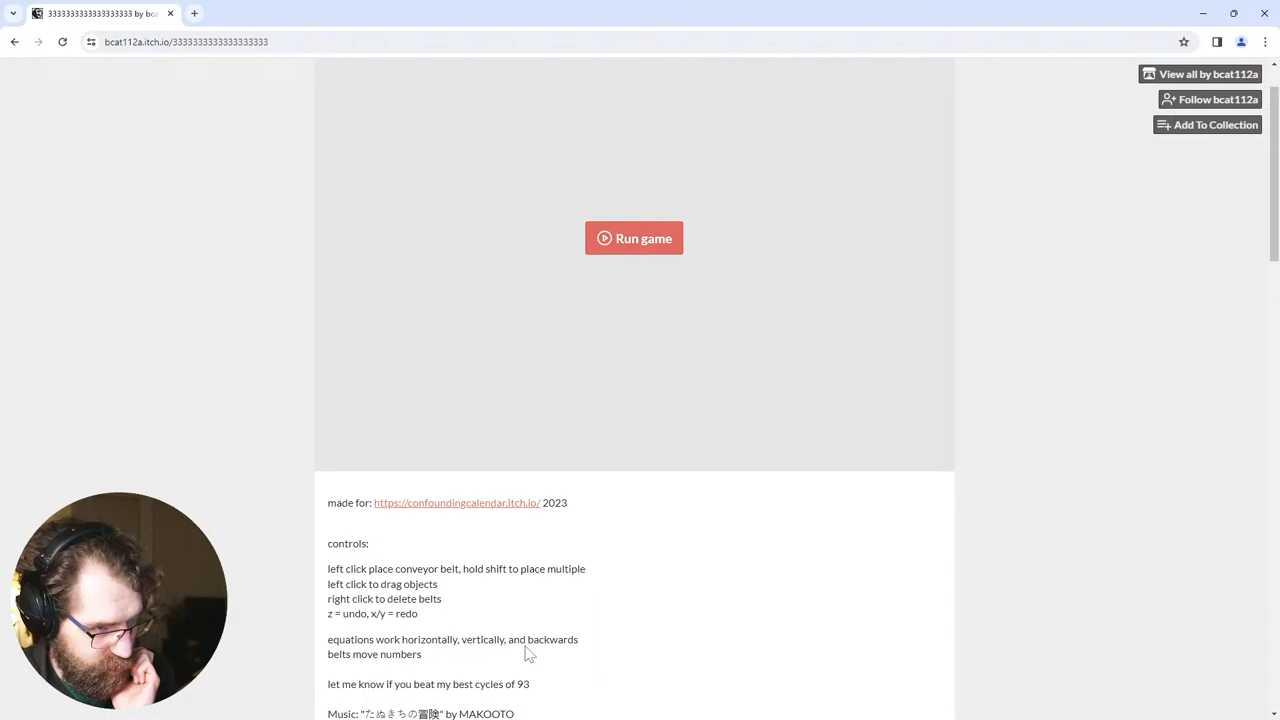 33333333333333333333 by bc
bcat112a.itch.io/3333333333333333333
View all by bcat112a
Follow bcat112a
Add To Collection
Run game
made for: https://confoundingcalendar.itch.io/ 2023
controls:
left click place conveyor belt, hold shift to place multiple
left click to drag objects
right click to delete belts
z = undo, x/y = redo
equations work horizontally, vertically, and backwards
belts move numbers
let me know if you beat my best cycles of 93
Music: "たぬきちの冒険" by MAKOOTO